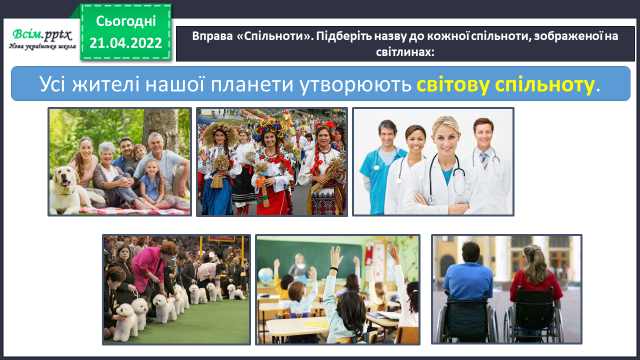 Всім.pptx
Нова українська школа
Сьогодні
21.04.2022
Вправа «Спільноти». Підберіть назву до кожної спільноти, зображеної на
світлинах:
Усі жителі нашої планети утворюють світову спільноту.